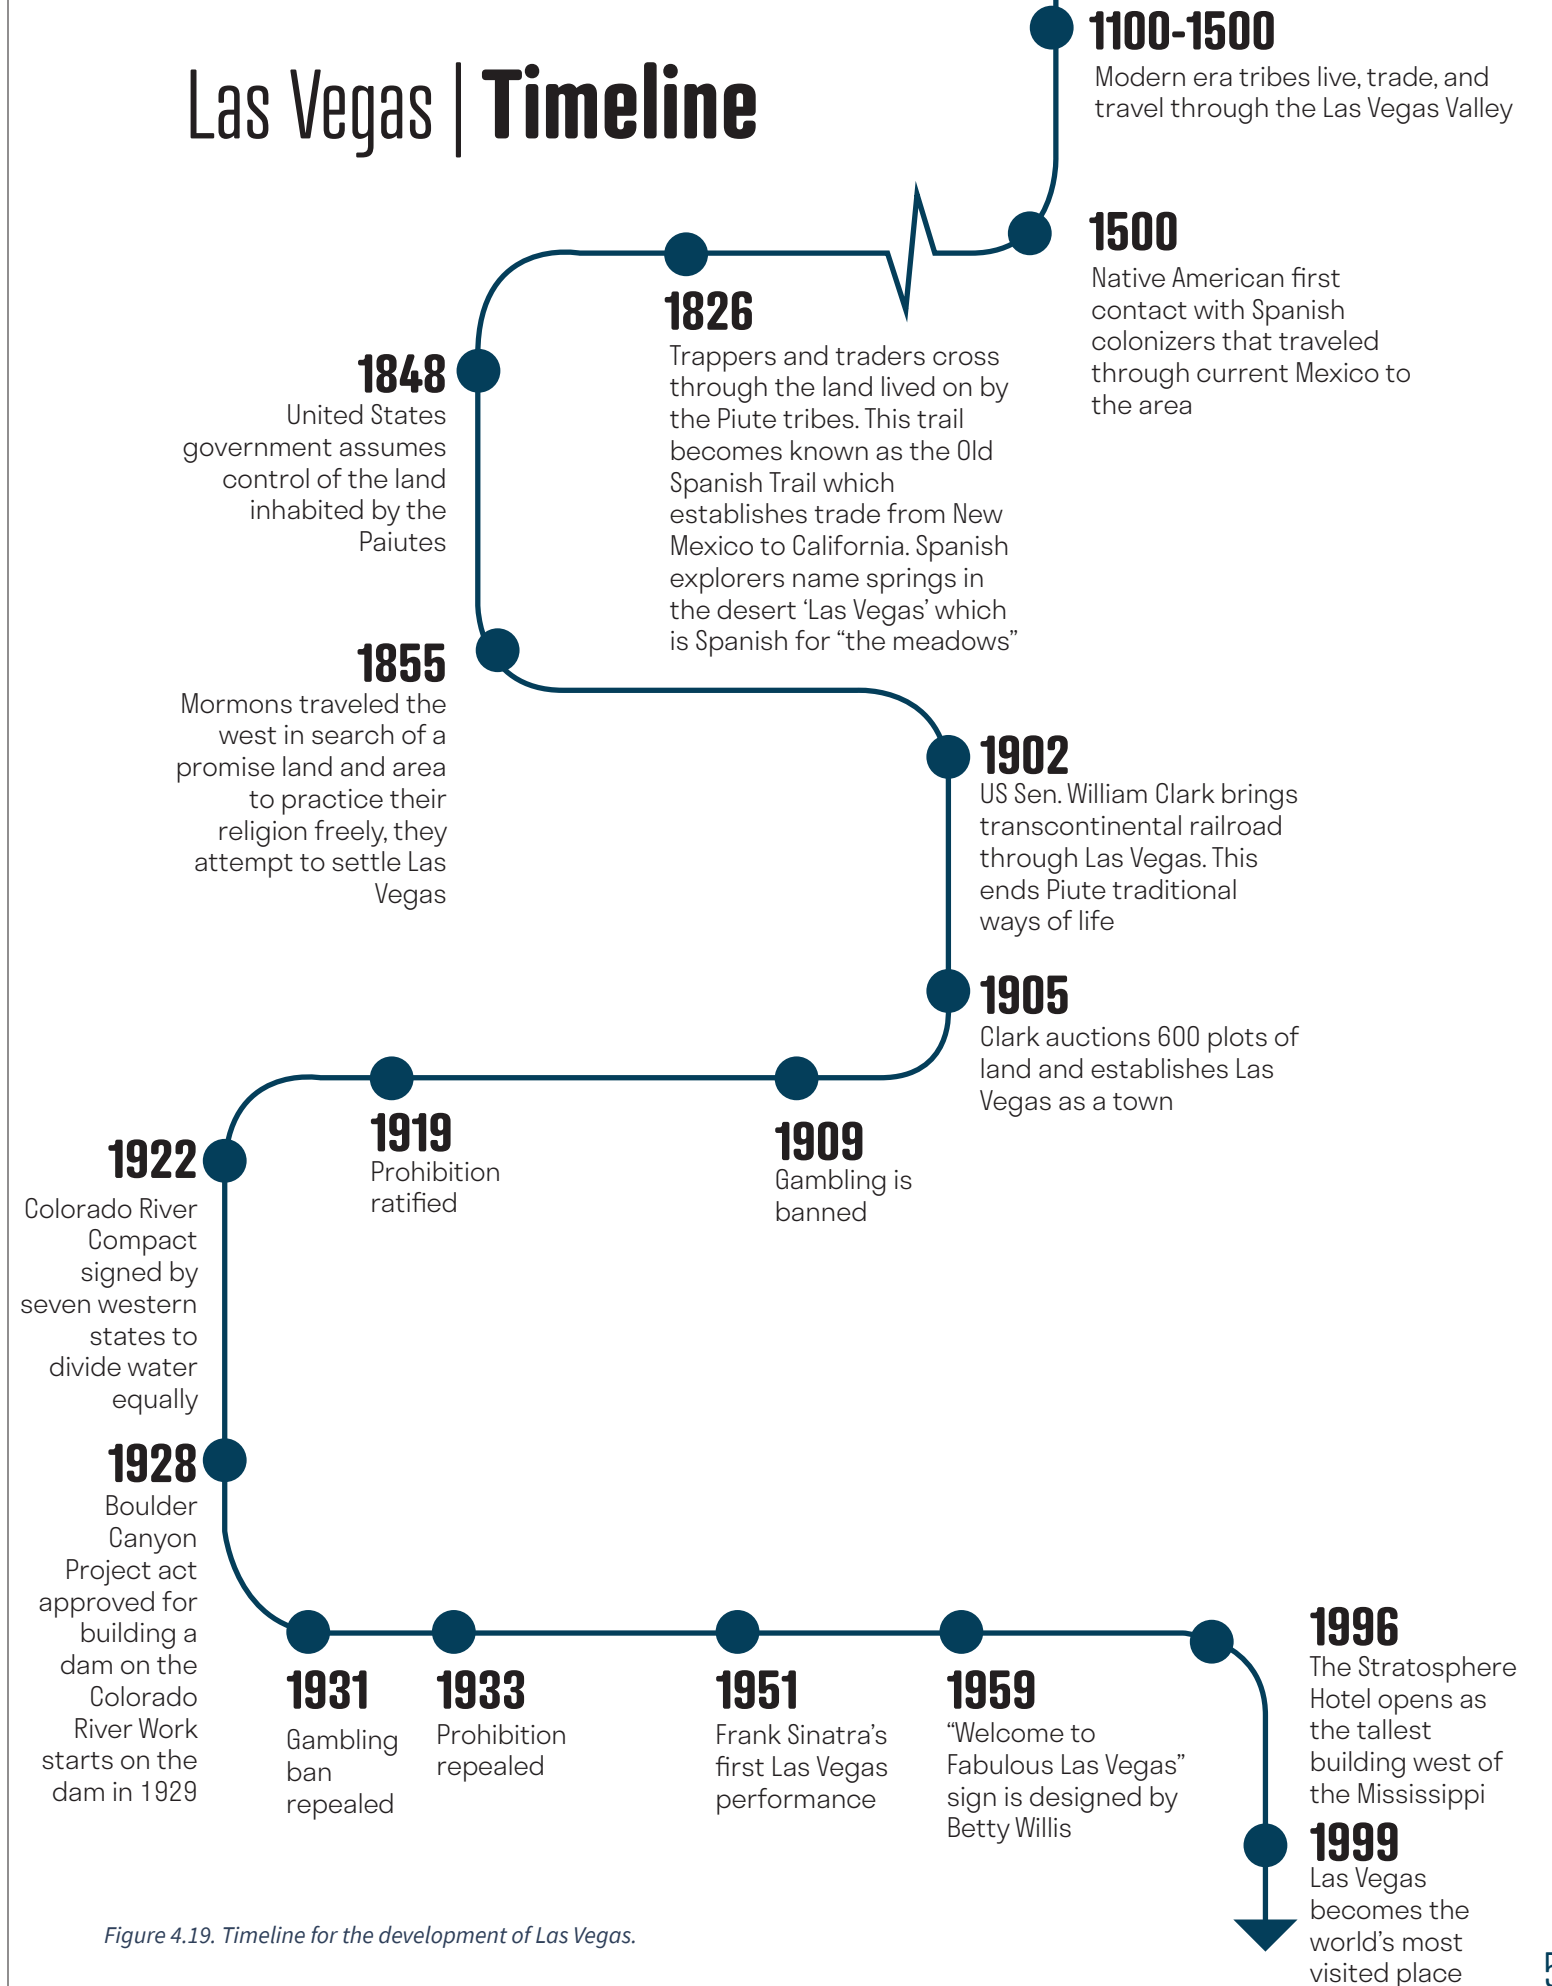 Las Vegas | Timeline
1100-1500
Modern era tribes live, trade, and
travel through the Las Vegas Valley
1500
Native American first
contact with Spanish
colonizers that traveled
through current Mexico to
the area
1826
Trappers and traders cross
through the land lived on by
the Piute tribes. This trail
becomes known as the Old
Spanish Trail which
establishes trade from New
Mexico to California. Spanish
explorers name springs in
the desert ‘Las Vegas’ which
is Spanish for “the meadows”
1848
United States
government assumes
control of the land
inhabited by the
Paiutes
1855
Mormons traveled the
west in search of a
promise land and area
to practice their
religion freely, they
attempt to settle Las
Vegas
1902
US Sen. William Clark brings
transcontinental railroad
through Las Vegas. This
ends Piute traditional
ways of life
1905
Clark auctions 600 plots of
land and establishes Las
Vegas as a town
1909
Gambling is
banned
1919
Prohibition
ratified
1922
Colorado River
Compact
signed by
seven western
states to
divide water
equally
1928
Boulder
Canyon
Project act
approved for
building a
dam on the
Colorado
River Work
starts on the
dam in 1929
1931
Gambling
ban
repealed
1933
Prohibition
repealed
1951
Frank Sinatra’s
first Las Vegas
performance
1959
“Welcome to
Fabulous Las Vegas”
sign is designed by
Betty Willis
1996
The Stratosphere
Hotel opens as
the tallest
building west of
the Mississippi
1999
Las Vegas
becomes the
world’s most
visited place
Figure 4.19. Timeline for the development of Las Vegas.